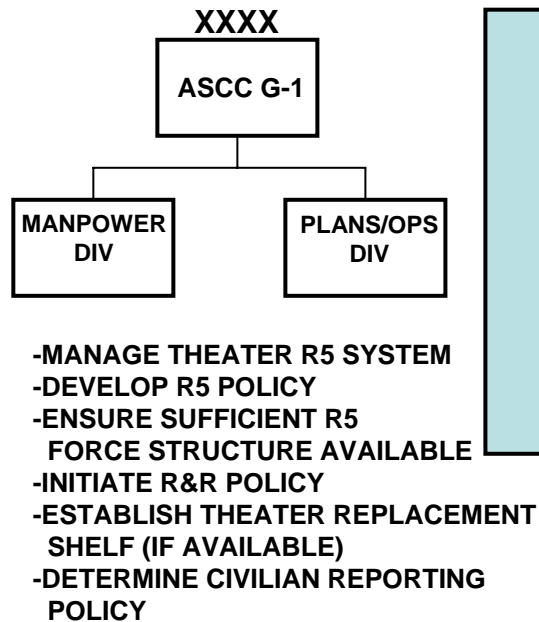 XXXX
ASCC G-1
MANPOWER
DIV
PLANS/OPS
DIV
-MANAGE THEATER R5 SYSTEM
-DEVELOP R5 POLICY
-ENSURE SUFFICIENT R5
FORCE STRUCTURE AVAILABLE
-INITIATE R&R POLICY
-ESTABLISH THEATER REPLACEMENT
SHELF (IF AVAILABLE)
-DETERMINE CIVILIAN REPORTING
POLICY